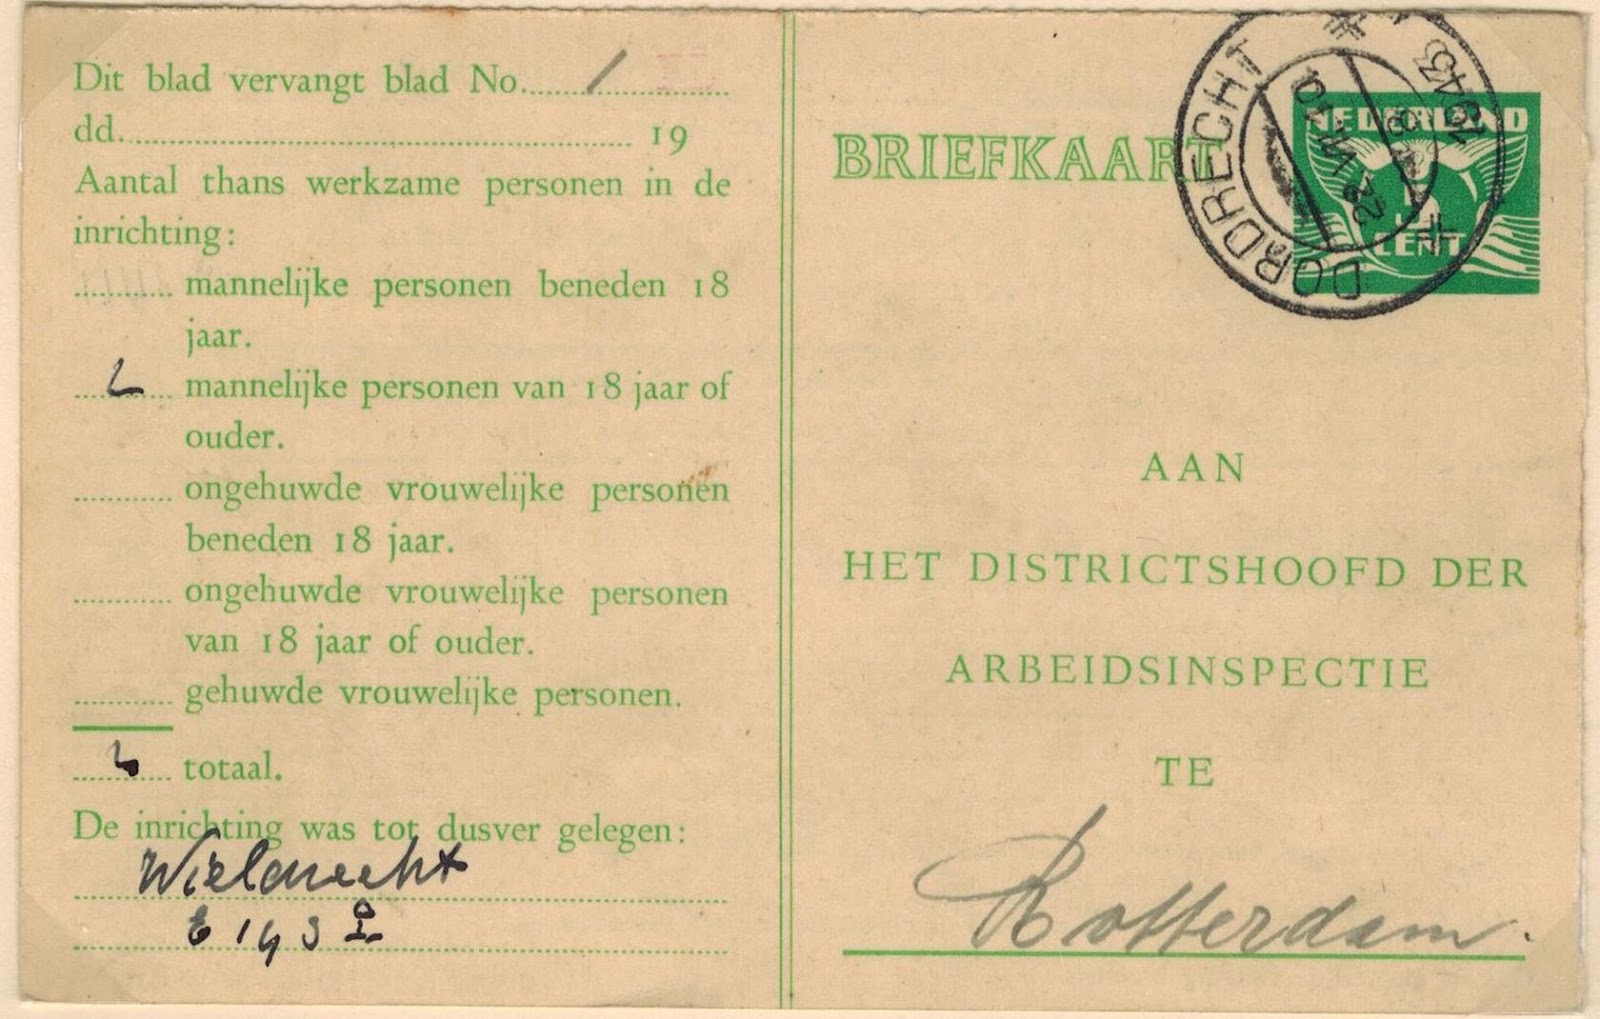 Dit blad vervangt blad No. ............/............
dd. .................................................. 19
Aantal thans werkzame personen in de
inrichting:
............ mannelijke personen beneden 18
jaar.
............ mannelijke personen van 18 jaar of
ouder.
............ ongehuwde vrouwelijke personen
beneden 18 jaar.
............ ongehuwde vrouwelijke personen
van 18 jaar of ouder.
............ gehuwde vrouwelijke personen.
............ totaal.
De inrichting was tot dusver gelegen:
BRIEFKAART
DORDRECHT
1943
NEDERLAND
CENT
AAN
HET DISTRICTSHOOFD DER
ARBEIDSINSPECTIE
TE
Rotterdam.